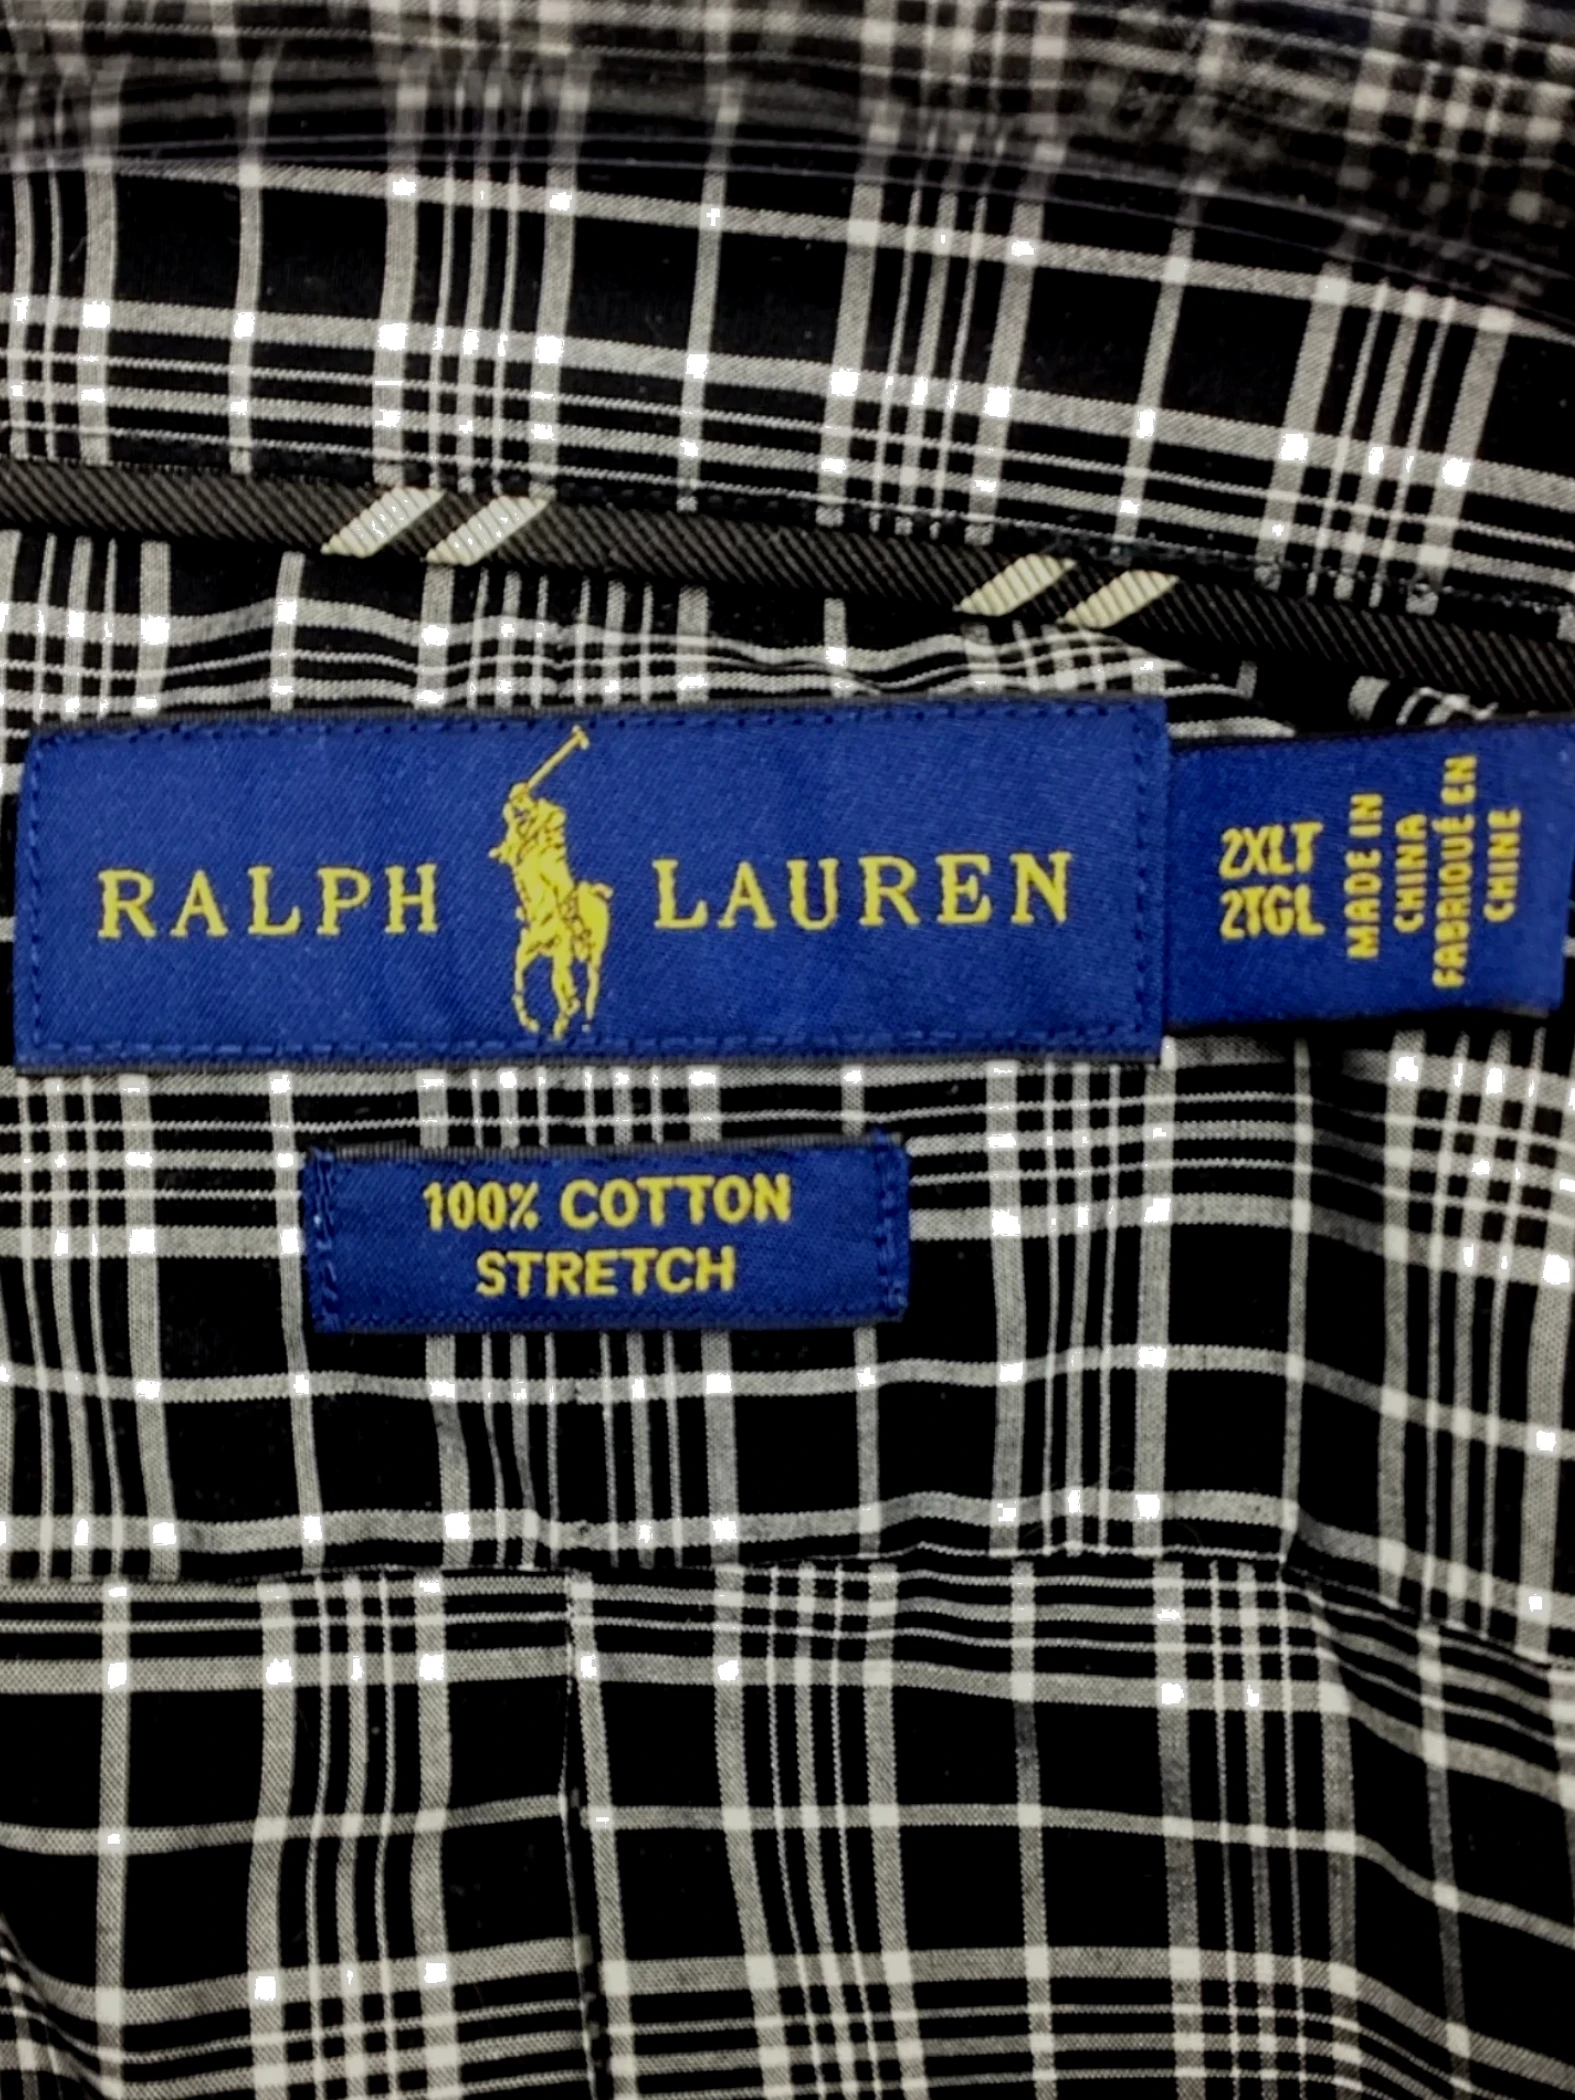 RALPH LAUREN
2XLT
2TGL
MADE IN
CHINA
FABRIQUÉ EN
CHINE
100% COTTON
STRETCH